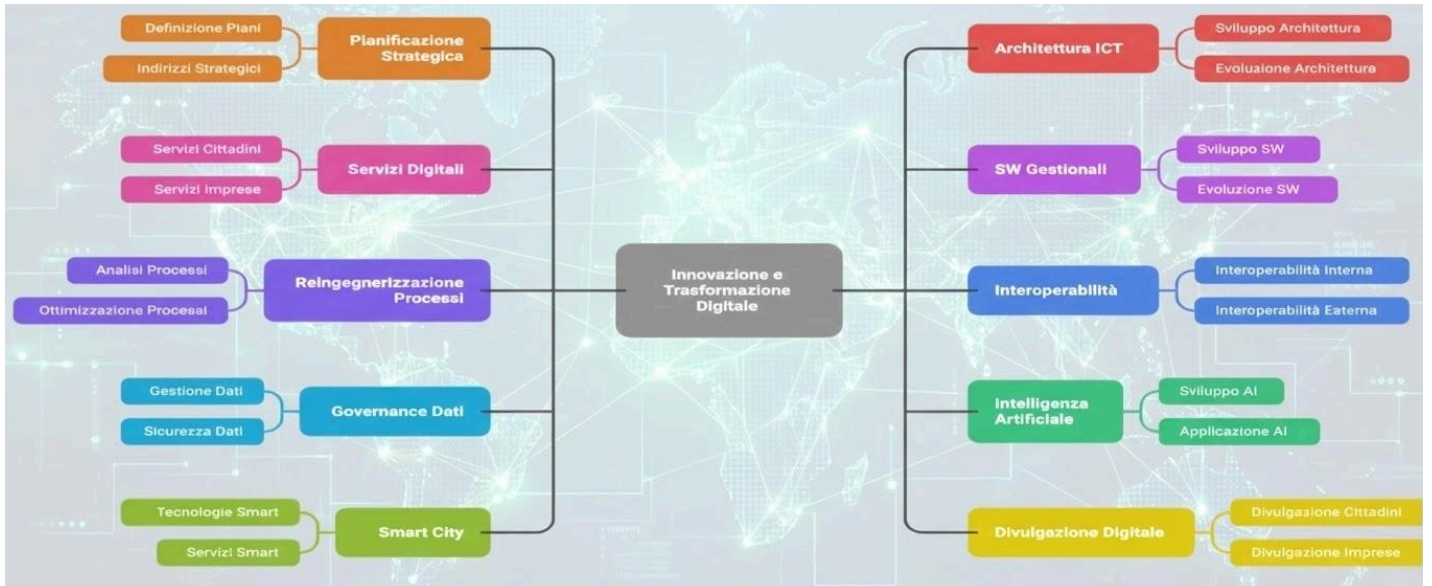 Definizione Piani
Indirizzi Strategici
Planificazione
Strategica
Servizi Cittadini
Servizi Imprese
Servizi Digitali
Analisi Processi
Ottimizzazione Procesai
Reingegnerizzazione
Processi
Gestione Dati
Sicurezza Dati
Governance Dati
Tecnologie Smart
Servizi Smart
Smart City
Innovazione e
Trasformazione
Digitale
Architettura ICT
Sviluppo Architettura
Evoluaione Architettura
SW Gestionali
Sviluppo SW
Evoluzione SW
Interoperabilità
Interoperabilità Interna
Interoperabilità Eaterna
Intelligenza
Artificiale
Sviluppo AI
Applicazione AI
Divulgazione Digitale
Divulgazione Cittadini
Divulgazione Imprese